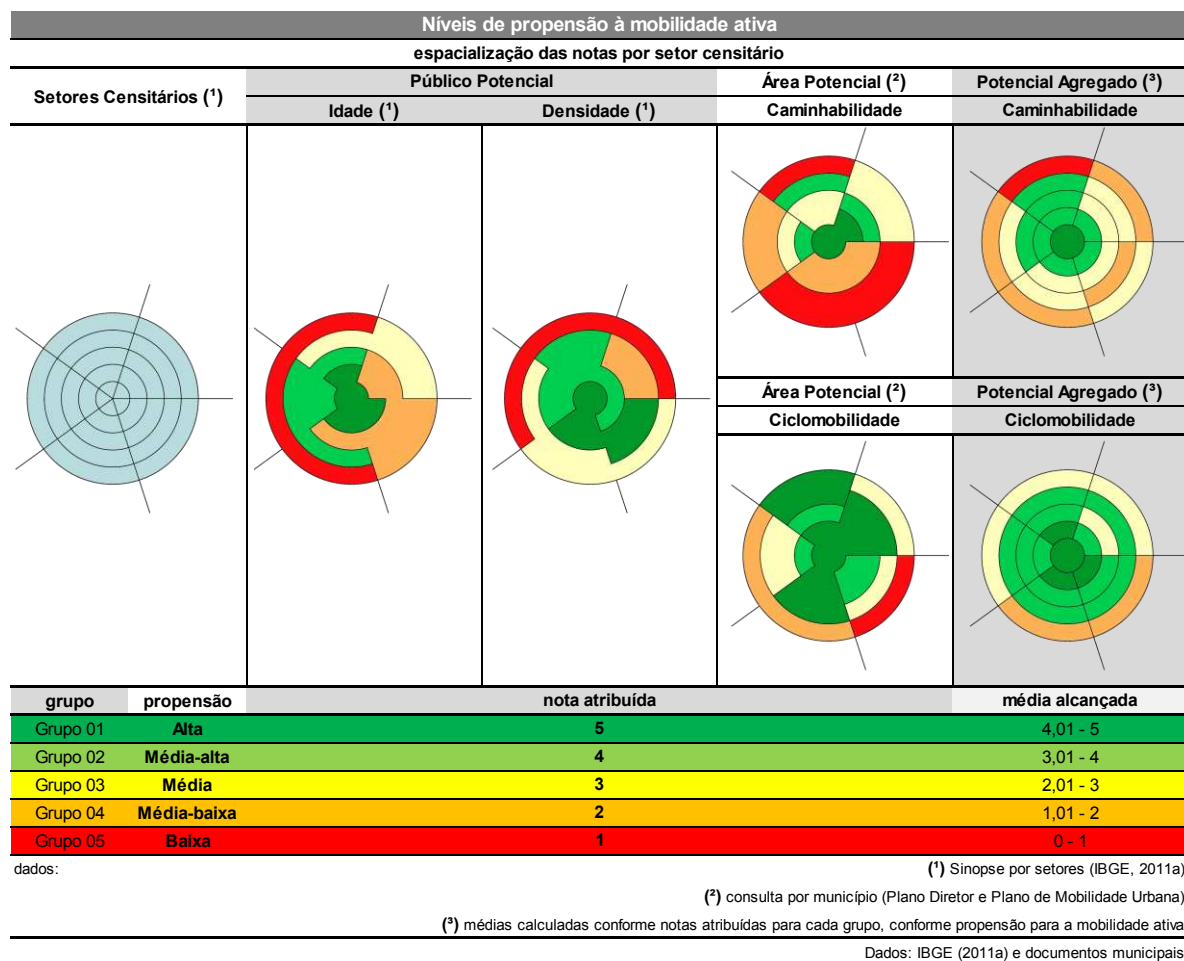 Níveis de propensão à mobilidade ativa
espacialização das notas por setor censitário
Setores Censitários (¹)
Público Potencial
Idade (¹)
Densidade (¹)
Área Potencial (²)
Caminhabilidade
Potencial Agregado (³)
Caminhabilidade
Área Potencial (²)
Ciclomobilidade
Potencial Agregado (³)
Ciclomobilidade
grupo propensão nota atribuída média alcançada
Grupo 01 Alta 5 4,01 - 5
Grupo 02 Média-alta 4 3,01 - 4
Grupo 03 Média 3 2,01 - 3
Grupo 04 Média-baixa 2 1,01 - 2
Grupo 05 Baixa 1 0 - 1
dados: (¹) Sinopse por setores (IBGE, 2011a)
(²) consulta por município (Plano Diretor e Plano de Mobilidade Urbana)
(³) médias calculadas conforme notas atribuídas para cada grupo, conforme propensão para a mobilidade ativa
Dados: IBGE (2011a) e documentos municipais